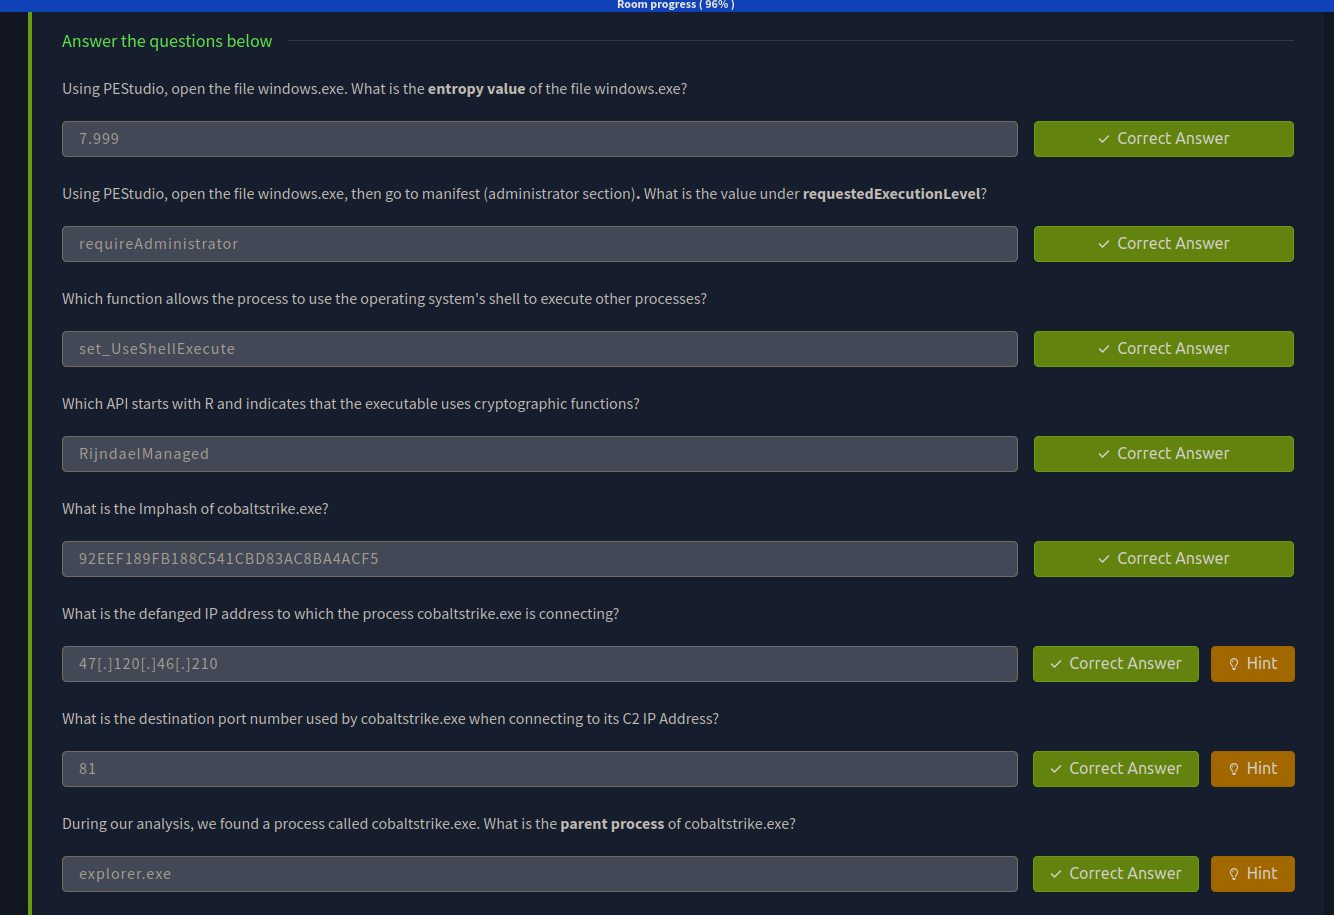 Room progress ( 96% )
Answer the questions below
Using PEStudio, open the file windows.exe. What is the entropy value of the file windows.exe?
7.999
Correct Answer
Using PEStudio, open the file windows.exe, then go to manifest (administrator section). What is the value under requestedExecutionLevel?
requireAdministrator
Correct Answer
Which function allows the process to use the operating system's shell to execute other processes?
set_UseShellExecute
Correct Answer
Which API starts with R and indicates that the executable uses cryptographic functions?
RijndaelManaged
Correct Answer
What is the Imphash of cobaltstrike.exe?
92EEF189FB188C541CBD83AC8BA4ACF5
Correct Answer
What is the defanged IP address to which the process cobaltstrike.exe is connecting?
47[.]120[.]46[.]210
Correct Answer
Hint
What is the destination port number used by cobaltstrike.exe when connecting to its C2 IP Address?
81
Correct Answer
Hint
During our analysis, we found a process called cobaltstrike.exe. What is the parent process of cobaltstrike.exe?
explorer.exe
Correct Answer
Hint